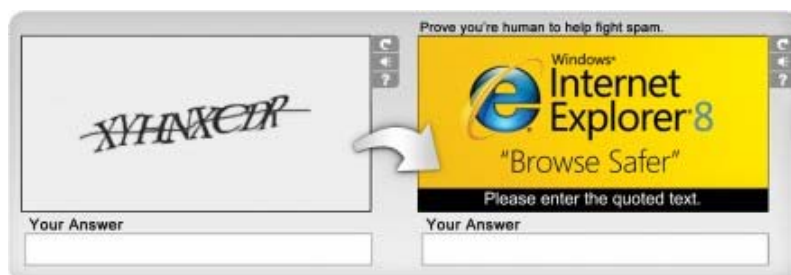 Prove you're human to help fight spam.
XYHNXCDR
Windows®
Internet
Explorer®8
"Browse Safer"
Please enter the quoted text.
Your Answer
Your Answer